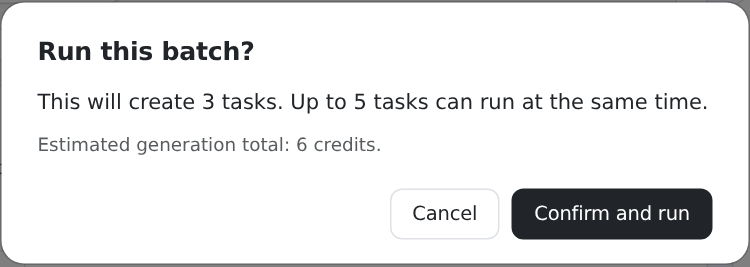 Run this batch?
This will create 3 tasks. Up to 5 tasks can run at the same time.
Estimated generation total: 6 credits.
Cancel
Confirm and run